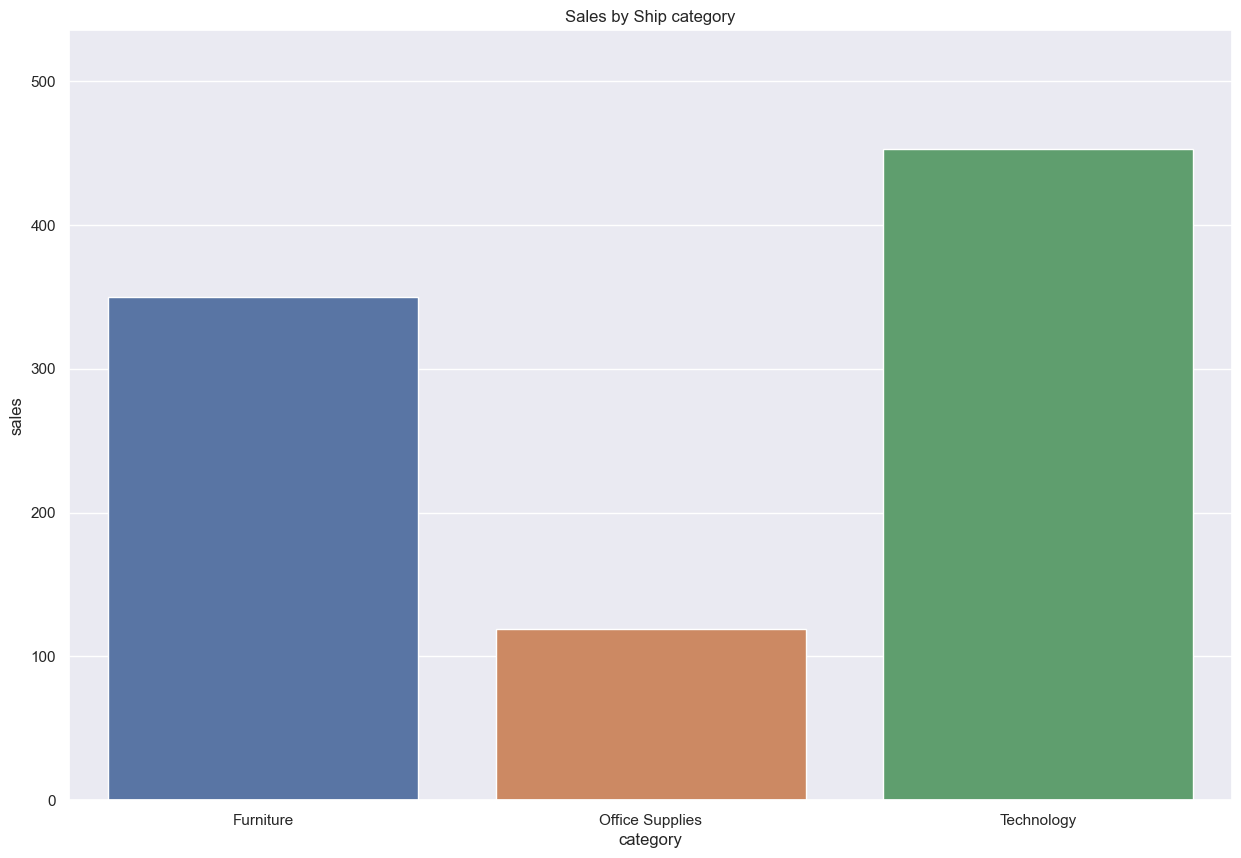 Sales by Ship category
500
400
300
200
100
0
sales
Furniture
Office Supplies
Technology
category